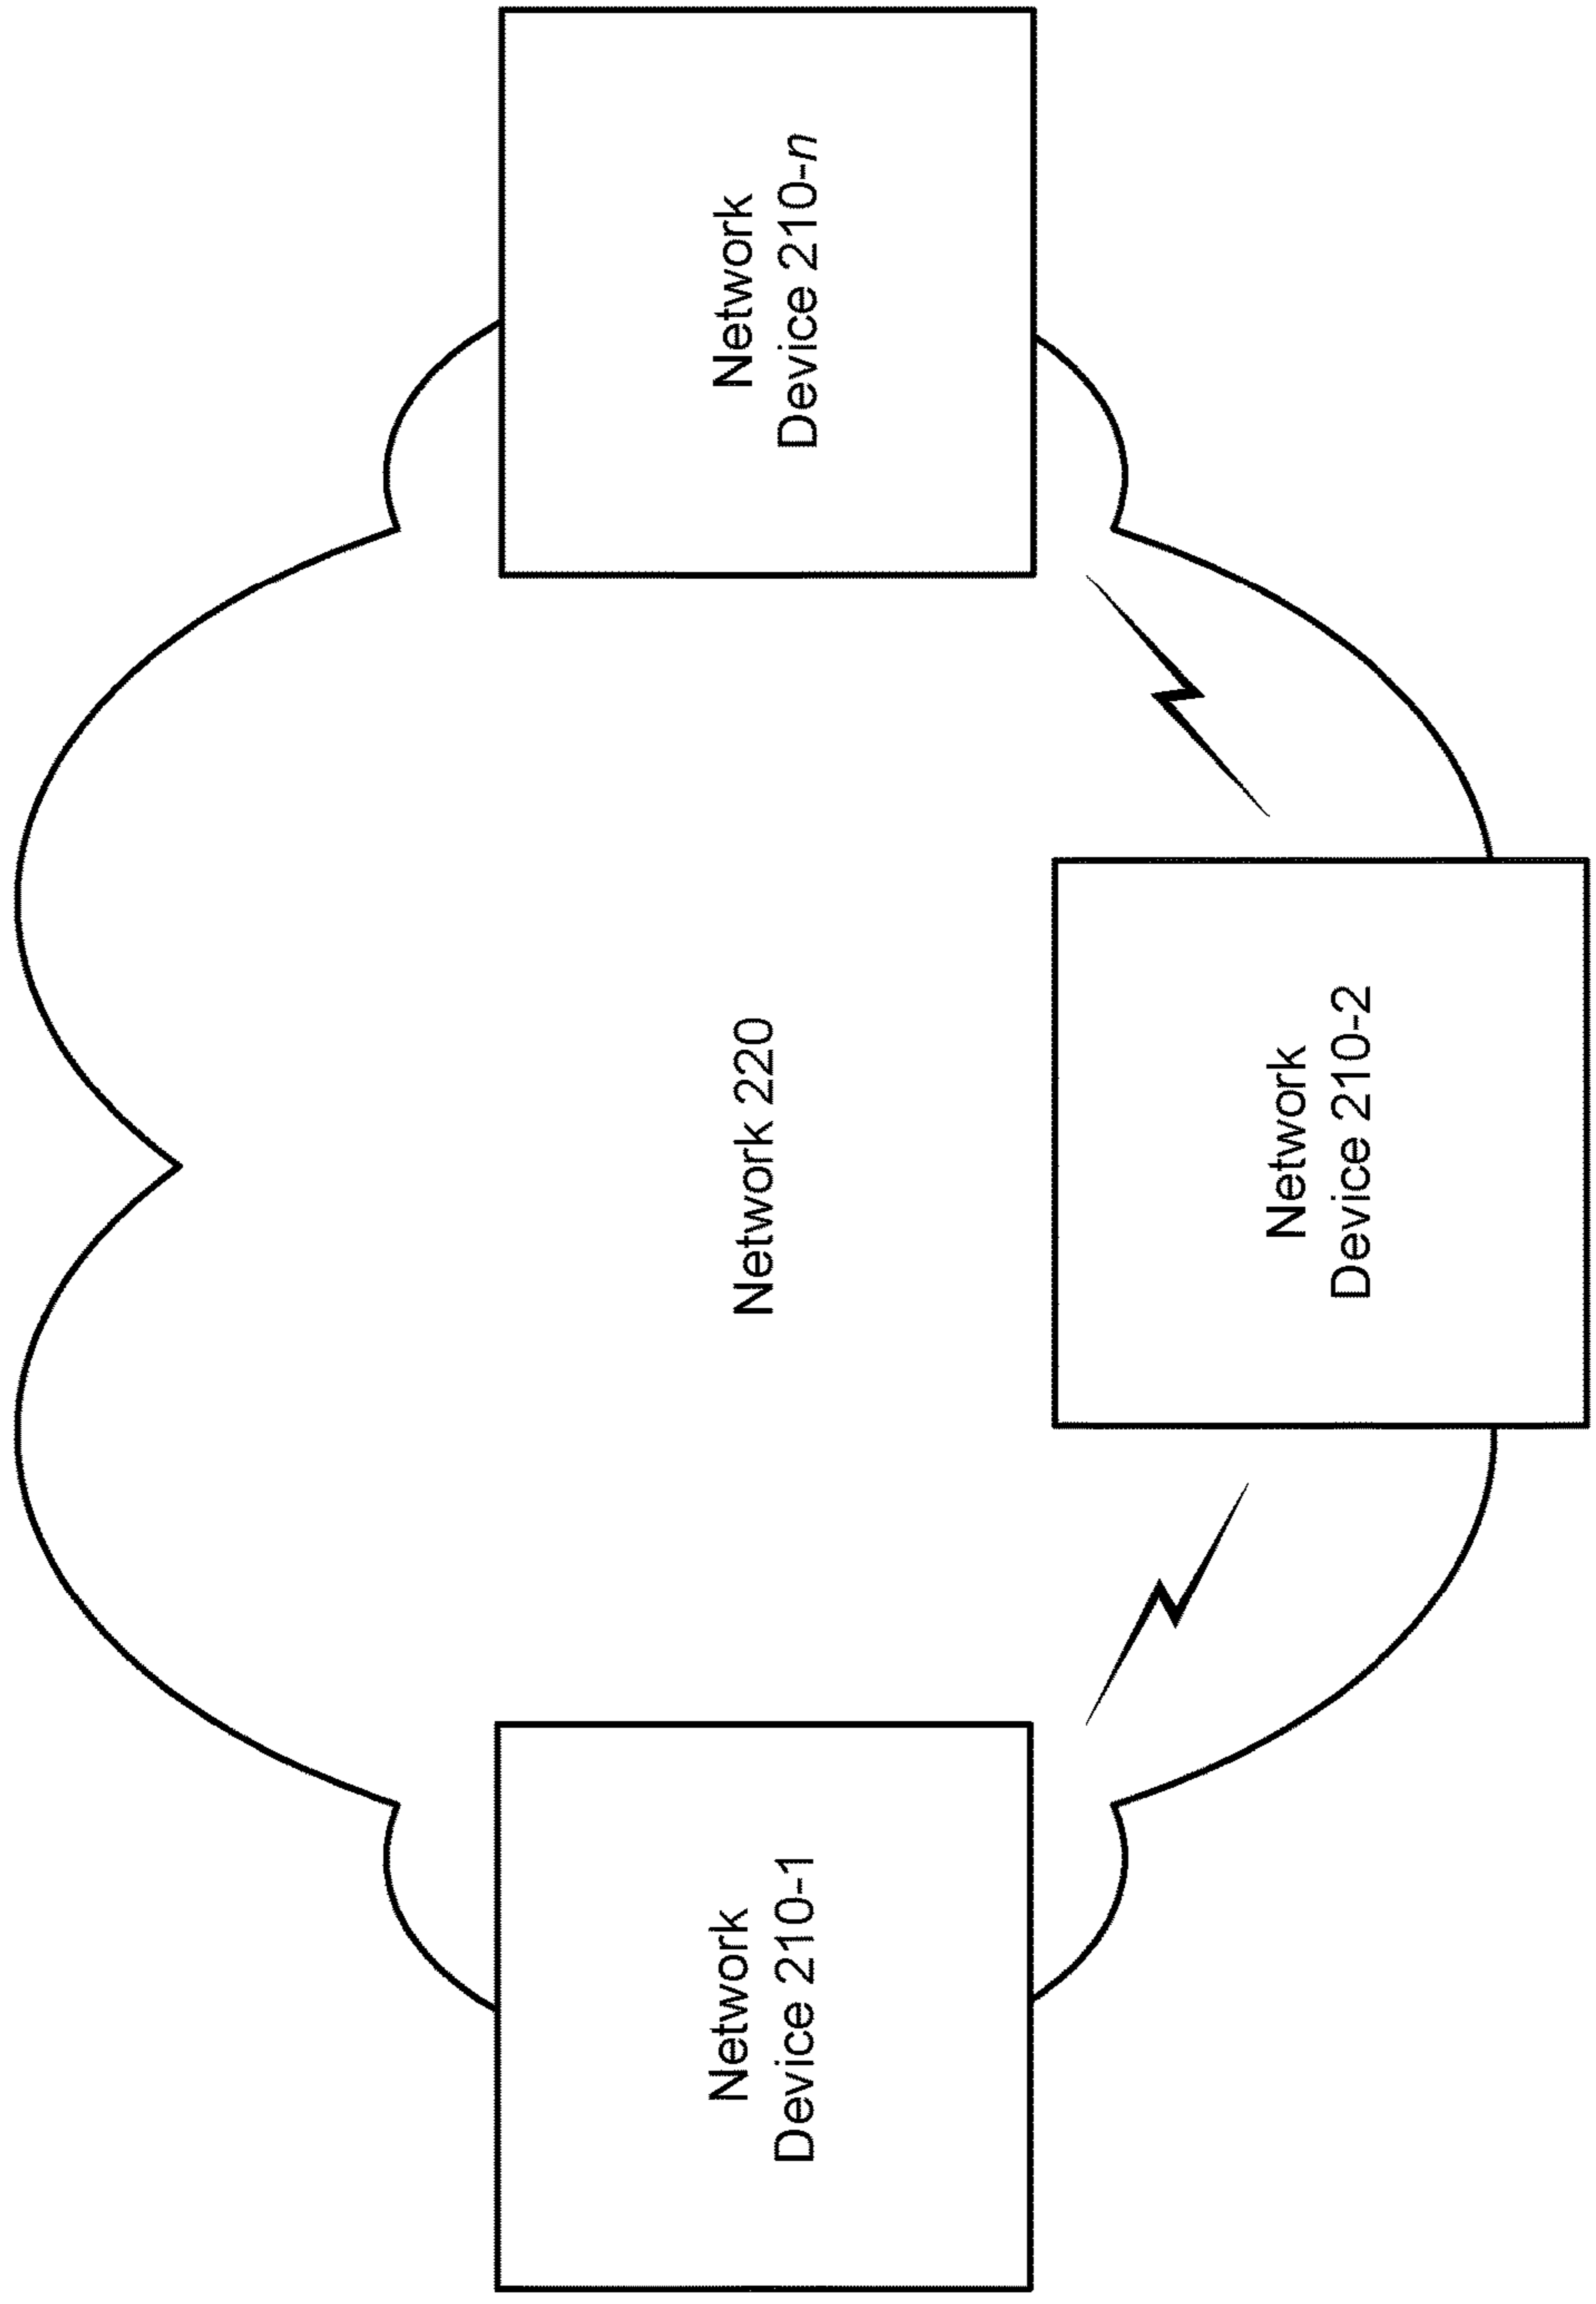 Network 220
Network
Device 210-1
Network
Device 210-2
Network
Device 210-n